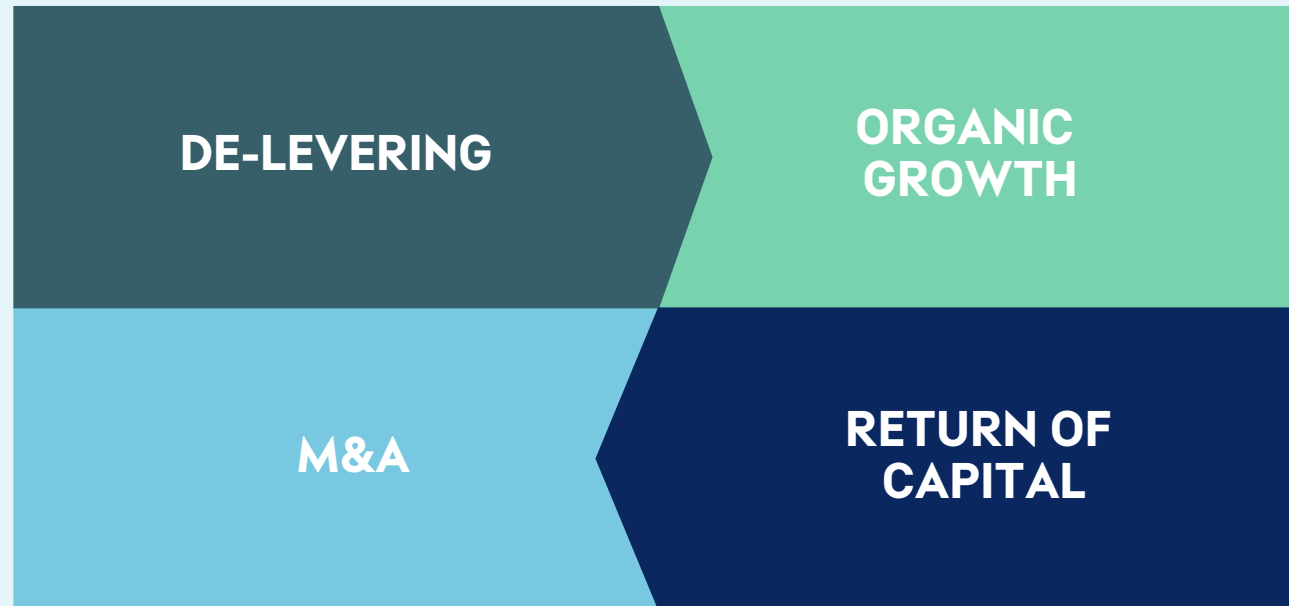 DE-LEVERING
ORGANIC
GROWTH
M&A
RETURN OF
CAPITAL